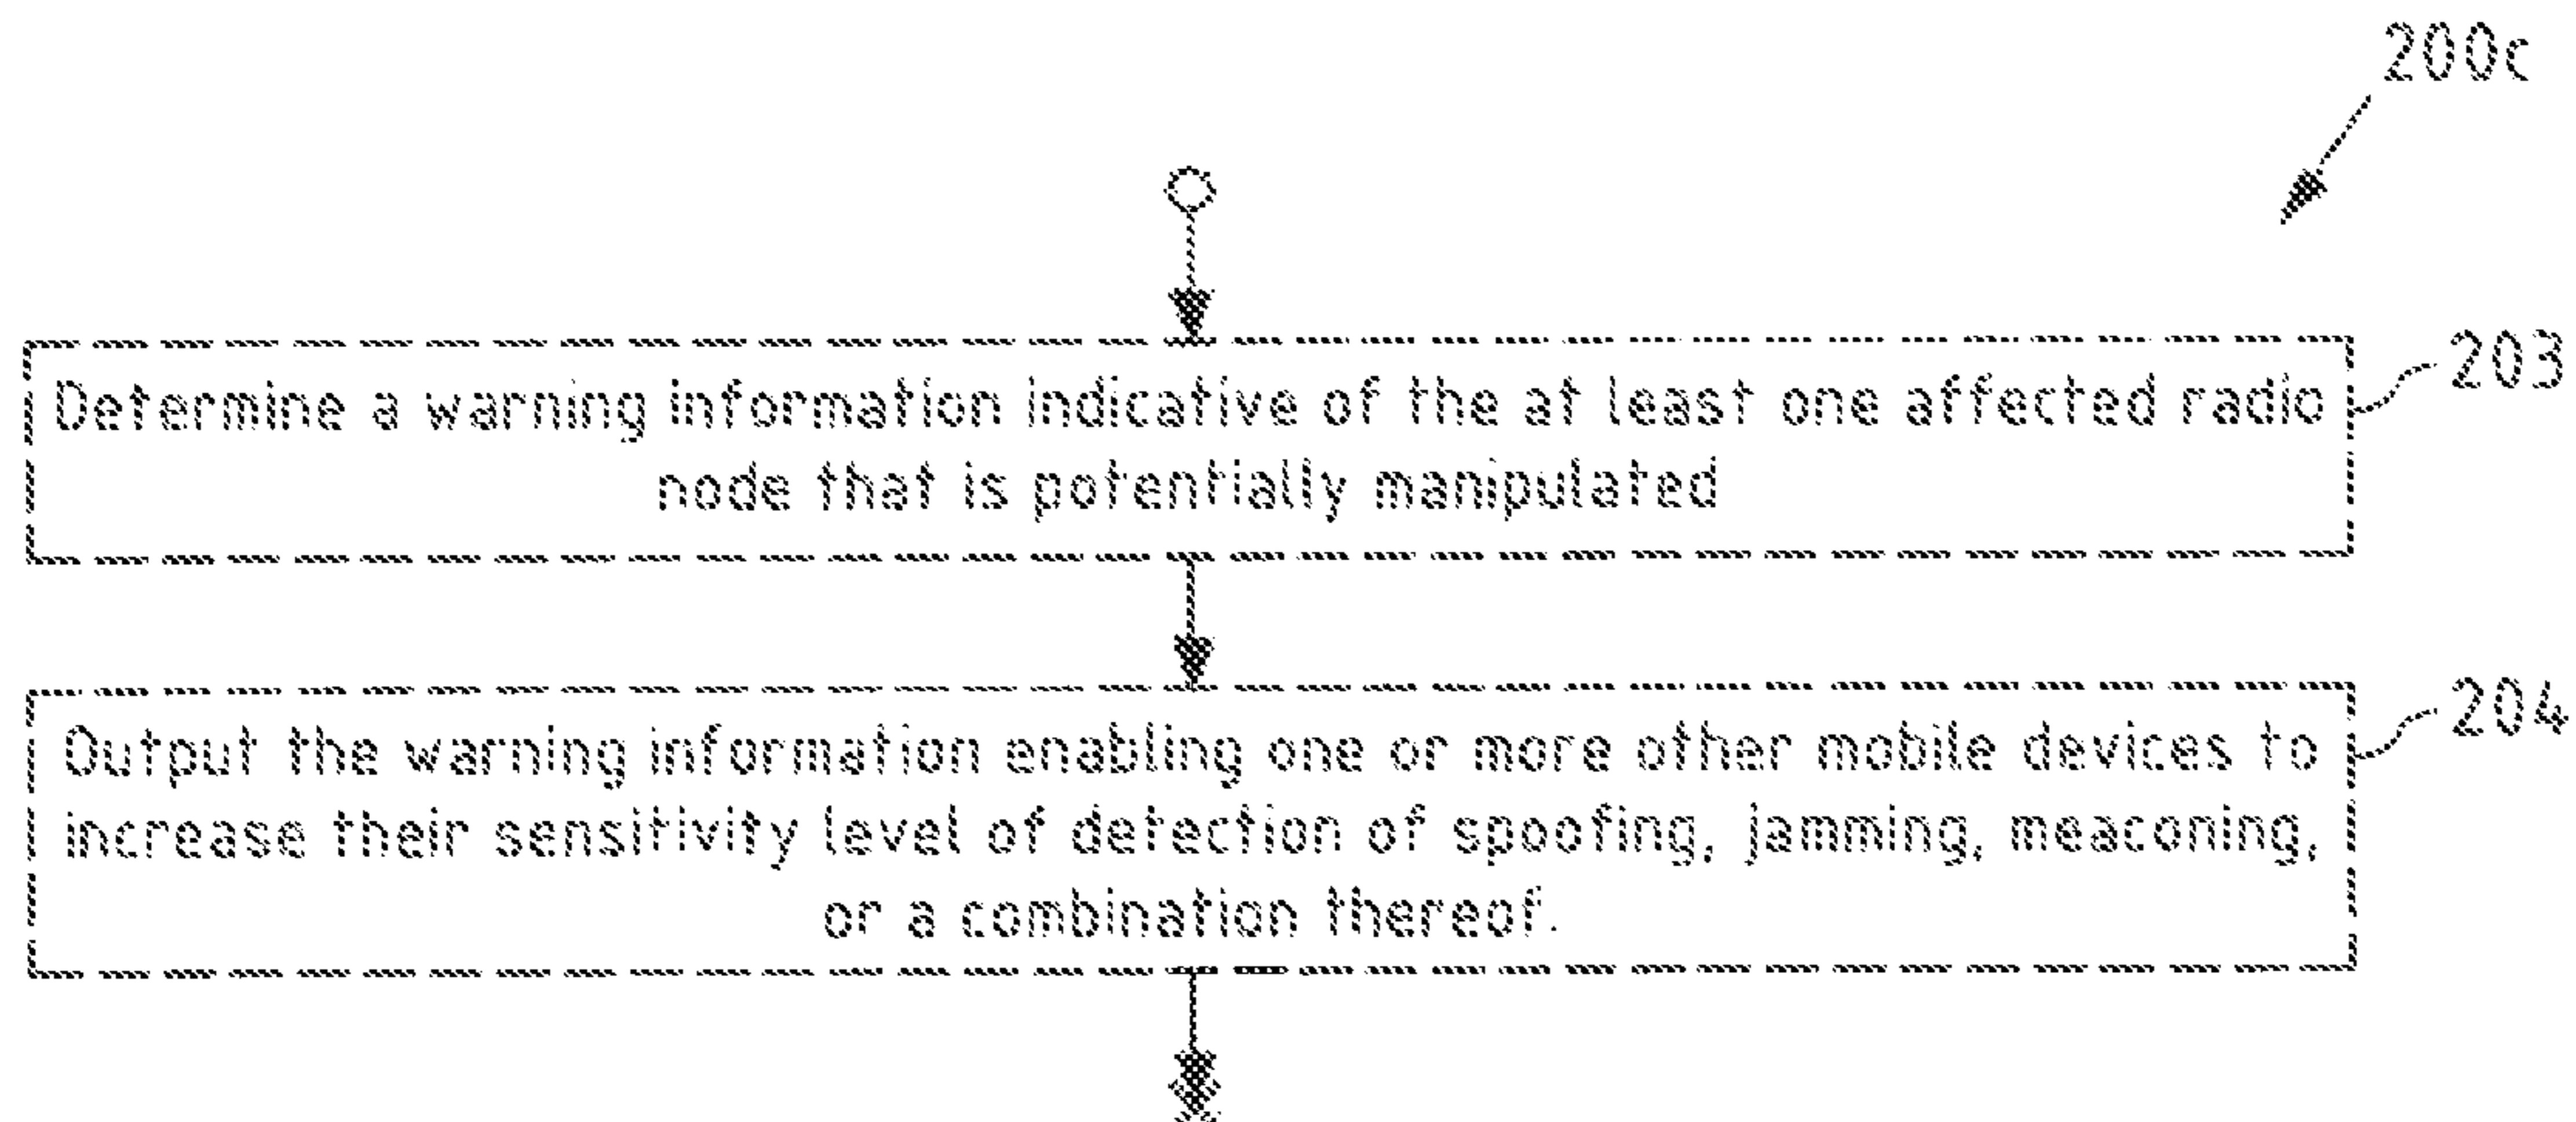 200c
Determine a warning information indicative of the at least one affected radio
203
node that is potentially manipulated
Output the warning information enabling one or more other mobile devices to
204
increase their sensitivity level of detection of spoofing, jamming, meaconing,
or a combination thereof.